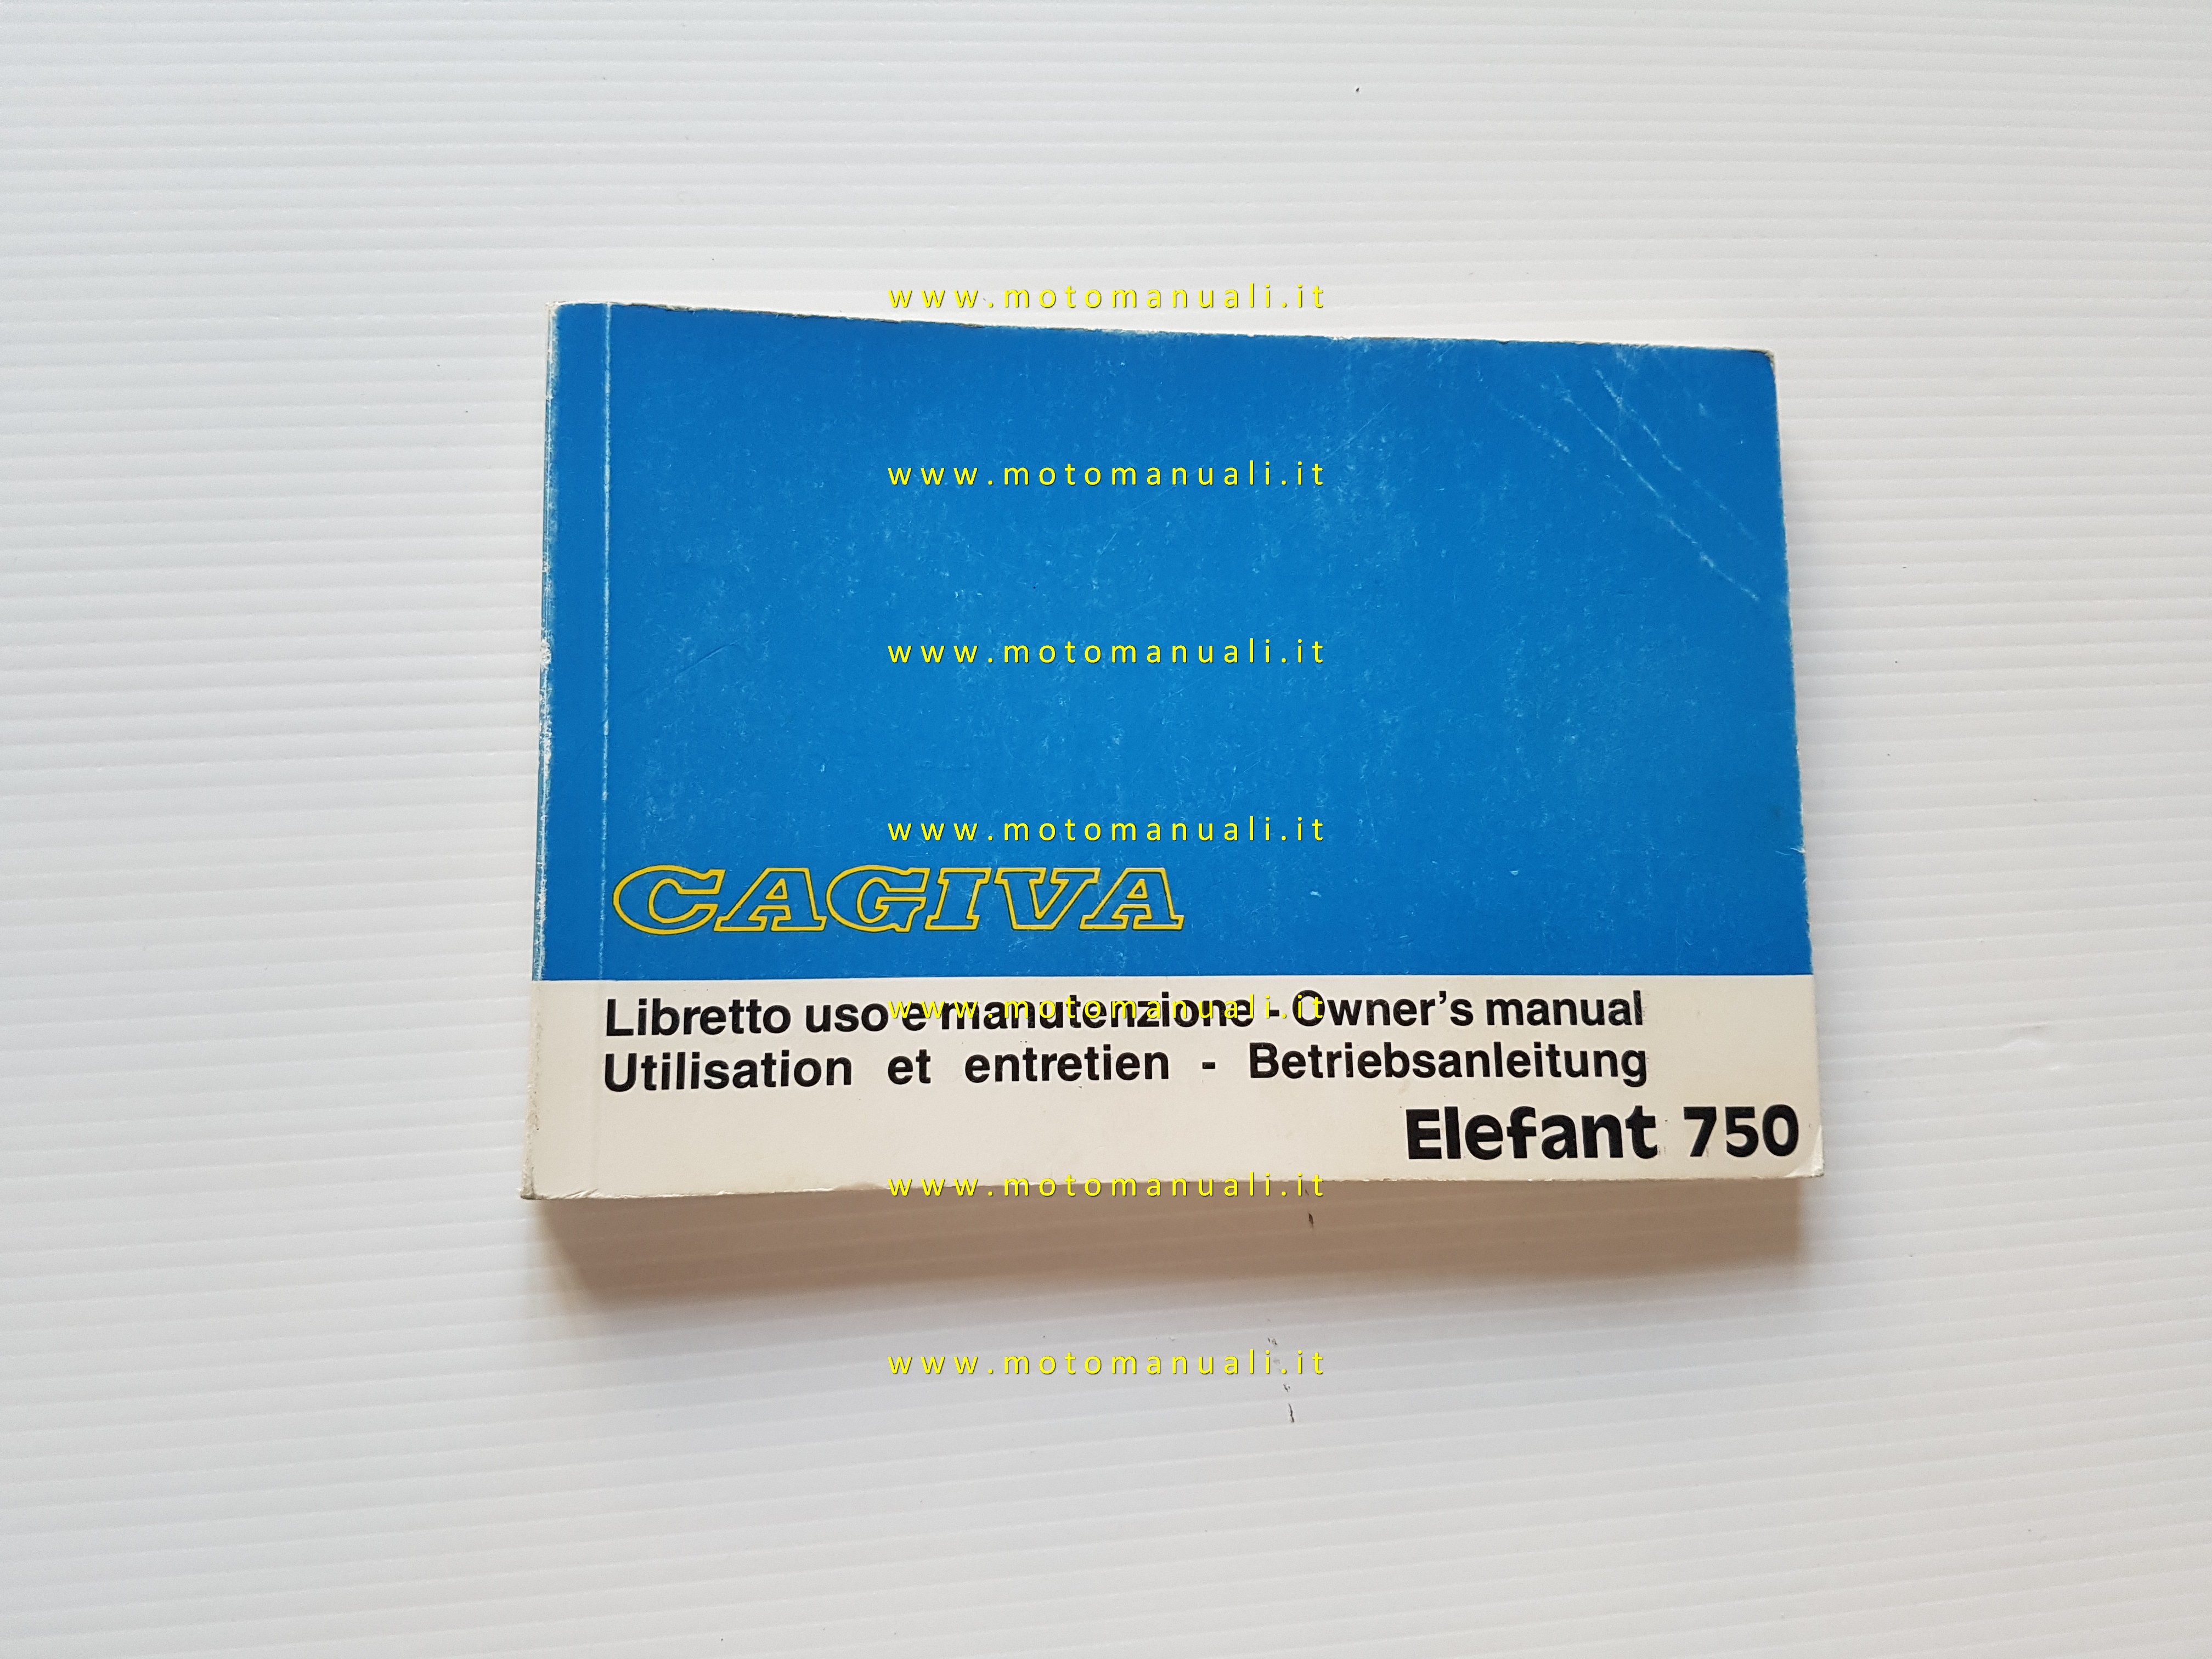 www.motomanuali.it
www.motomanuali.it
www.motomanuali.it
www.motomanuali.it
CAGIVA
Libretto uso e manutenzione - Owner's manual
www.motomanuali.it
Utilisation et entretien - Betriebsanleitung
Elefant 750
www.motomanuali.it
www.motomanuali.it